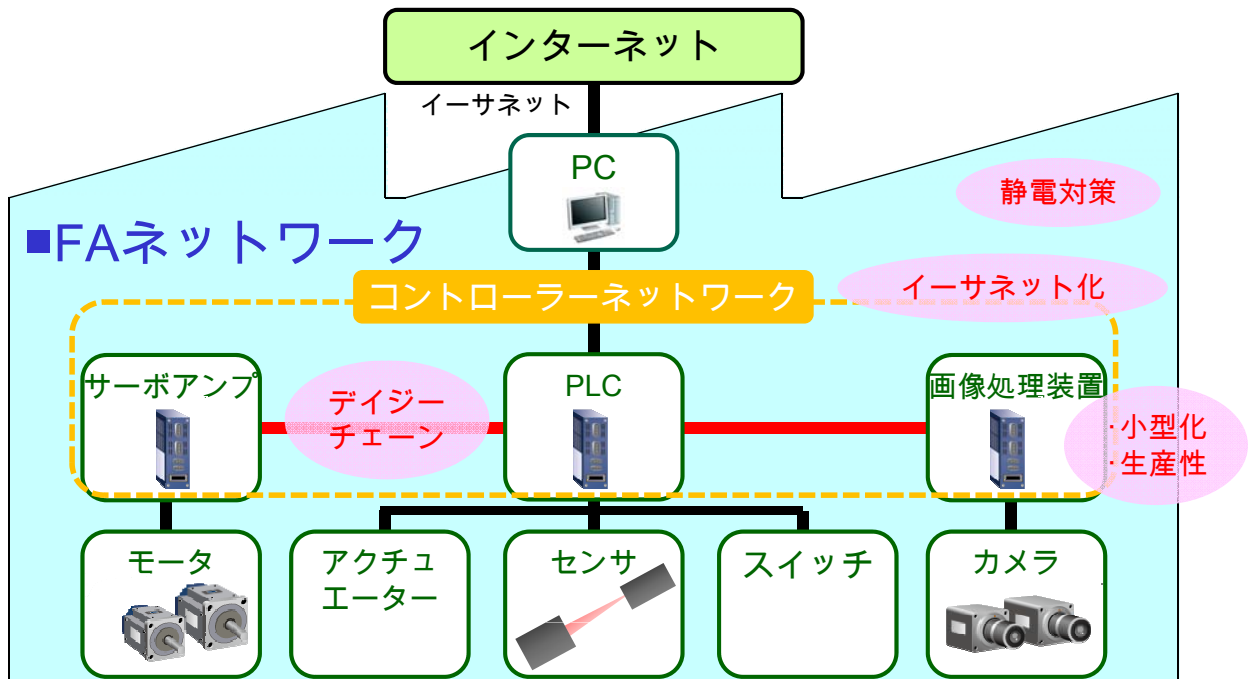 インターネット
イーサネット
PC
静電対策
■FAネットワーク
イーサネット化
コントローラーネットワーク
サーボアンプ
デイジー
チェーン
PLC
画像処理装置
・小型化
・生産性
モータ
アクチュ
エーター
センサ
スイッチ
カメラ